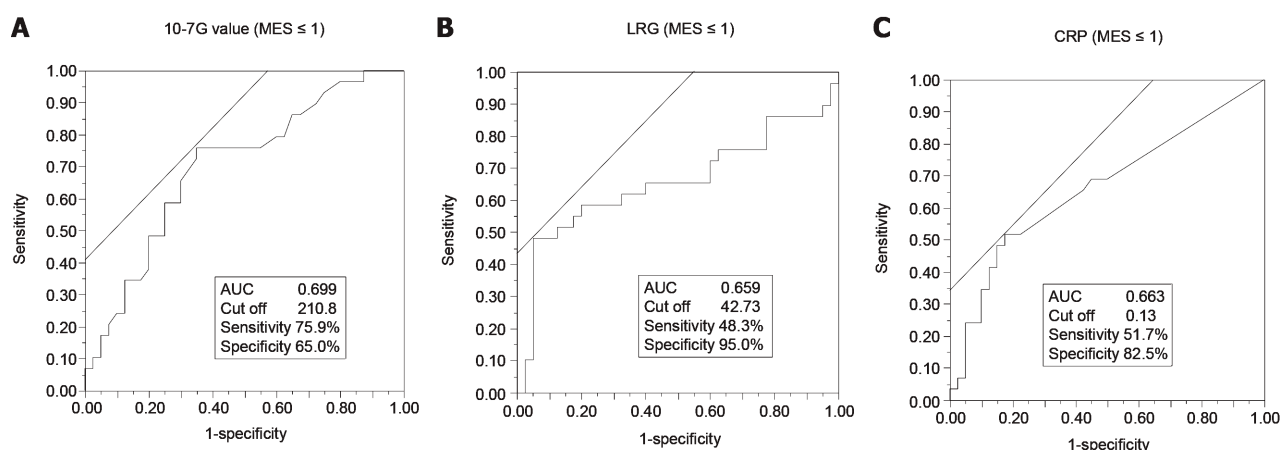 A
10-7G value (MES ≤ 1)
1.00
0.90
0.80
0.70
0.60
0.50
0.40
0.30
0.20
0.10
0.00
Sensitivity
AUC 0.699
Cut off 210.8
Sensitivity 75.9%
Specificity 65.0%
0.00 0.20 0.40 0.60 0.80 1.00
1-specificity
B
LRG (MES ≤ 1)
1.00
0.90
0.80
0.70
0.60
0.50
0.40
0.30
0.20
0.10
0.00
Sensitivity
AUC 0.659
Cut off 42.73
Sensitivity 48.3%
Specificity 95.0%
0.00 0.20 0.40 0.60 0.80 1.00
1-specificity
C
CRP (MES ≤ 1)
1.00
0.90
0.80
0.70
0.60
0.50
0.40
0.30
0.20
0.10
0.00
Sensitivity
AUC 0.663
Cut off 0.13
Sensitivity 51.7%
Specificity 82.5%
0.00 0.20 0.40 0.60 0.80 1.00
1-specificity